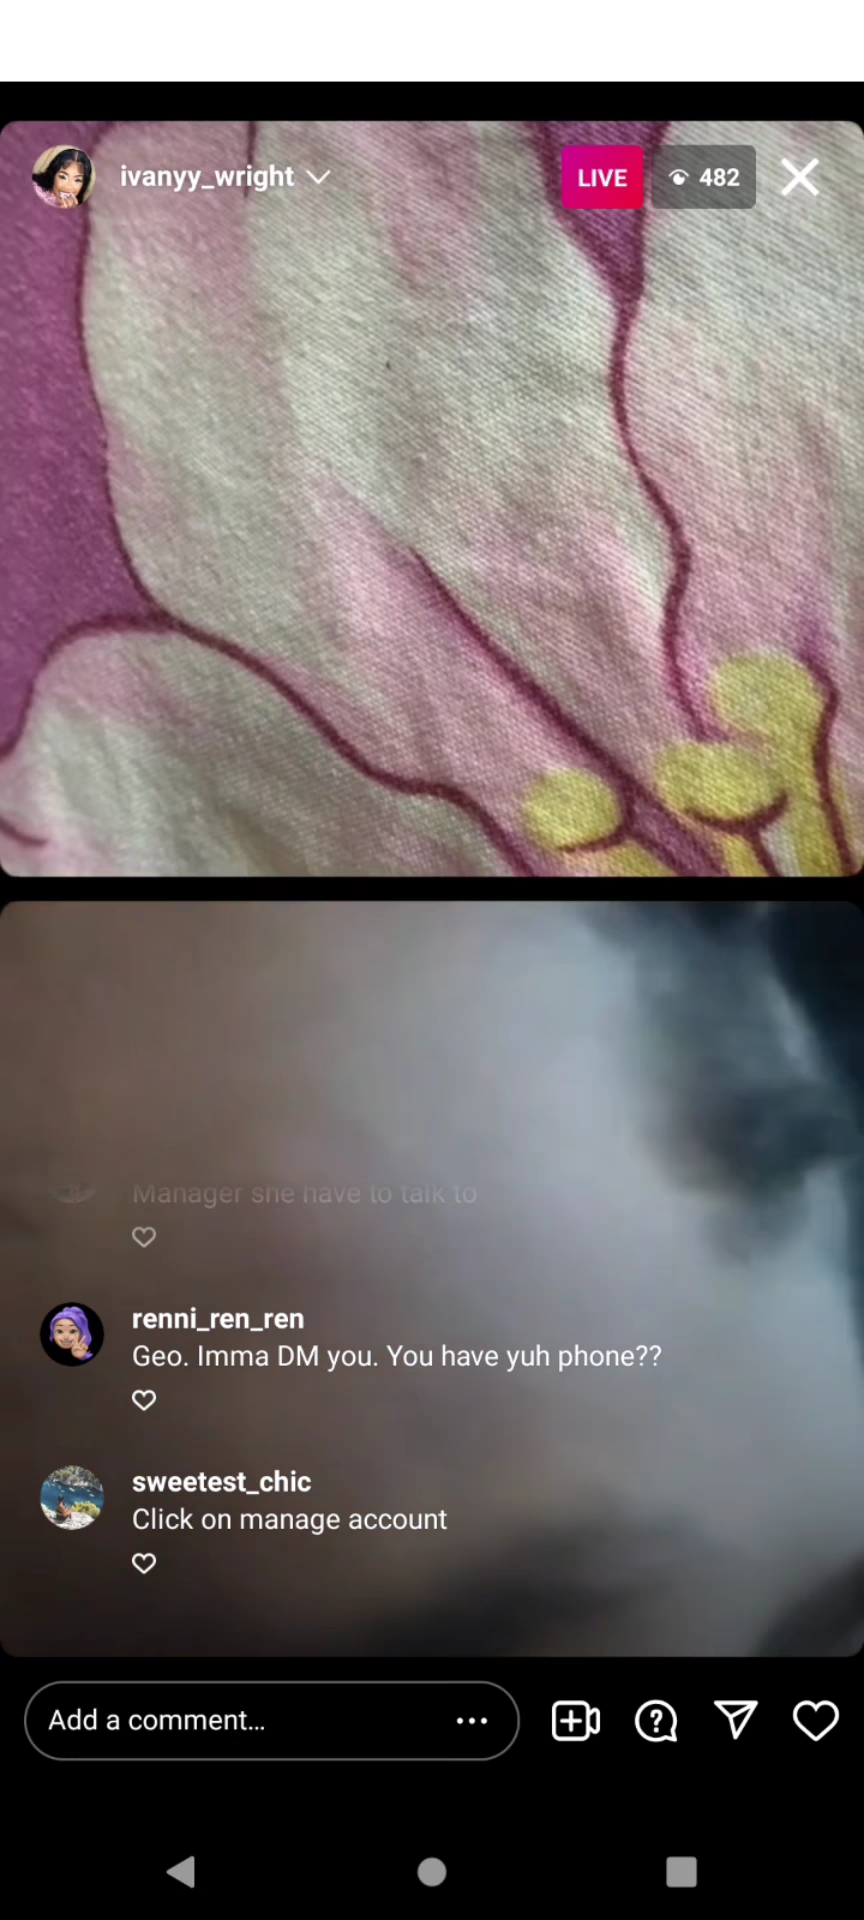 ivanyy_wright
LIVE
482
Manager she have to talk to
renni_ren_ren
Geo. Imma DM you. You have yuh phone??
sweetest_chic
Click on manage account
Add a comment...